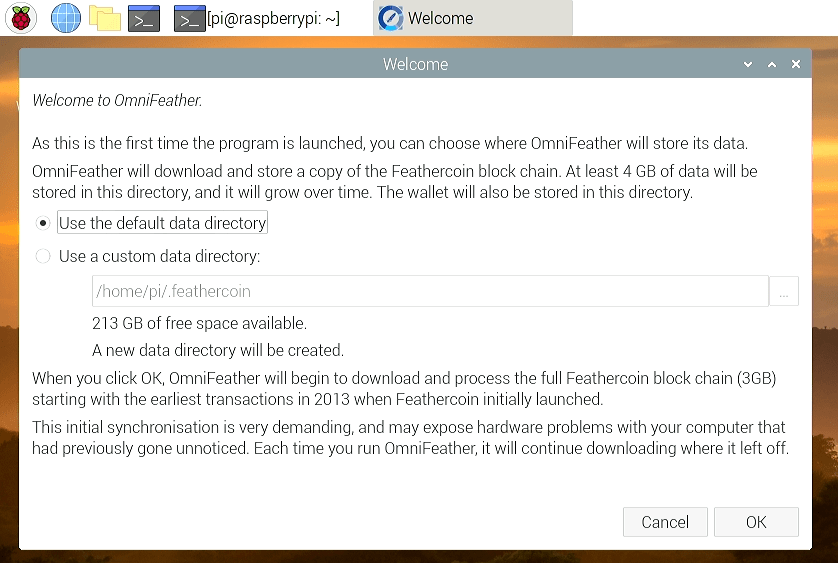 [pi@raspberrypi: ~]
Welcome
Welcome
Welcome to OmniFeather.
As this is the first time the program is launched, you can choose where OmniFeather will store its data.
OmniFeather will download and store a copy of the Feathercoin block chain. At least 4 GB of data will be
stored in this directory, and it will grow over time. The wallet will also be stored in this directory.
Use the default data directory
Use a custom data directory:
/home/pi/.feathercoin
...
213 GB of free space available.
A new data directory will be created.
When you click OK, OmniFeather will begin to download and process the full Feathercoin block chain (3GB)
starting with the earliest transactions in 2013 when Feathercoin initially launched.
This initial synchronisation is very demanding, and may expose hardware problems with your computer that
had previously gone unnoticed. Each time you run OmniFeather, it will continue downloading where it left off.
Cancel
OK